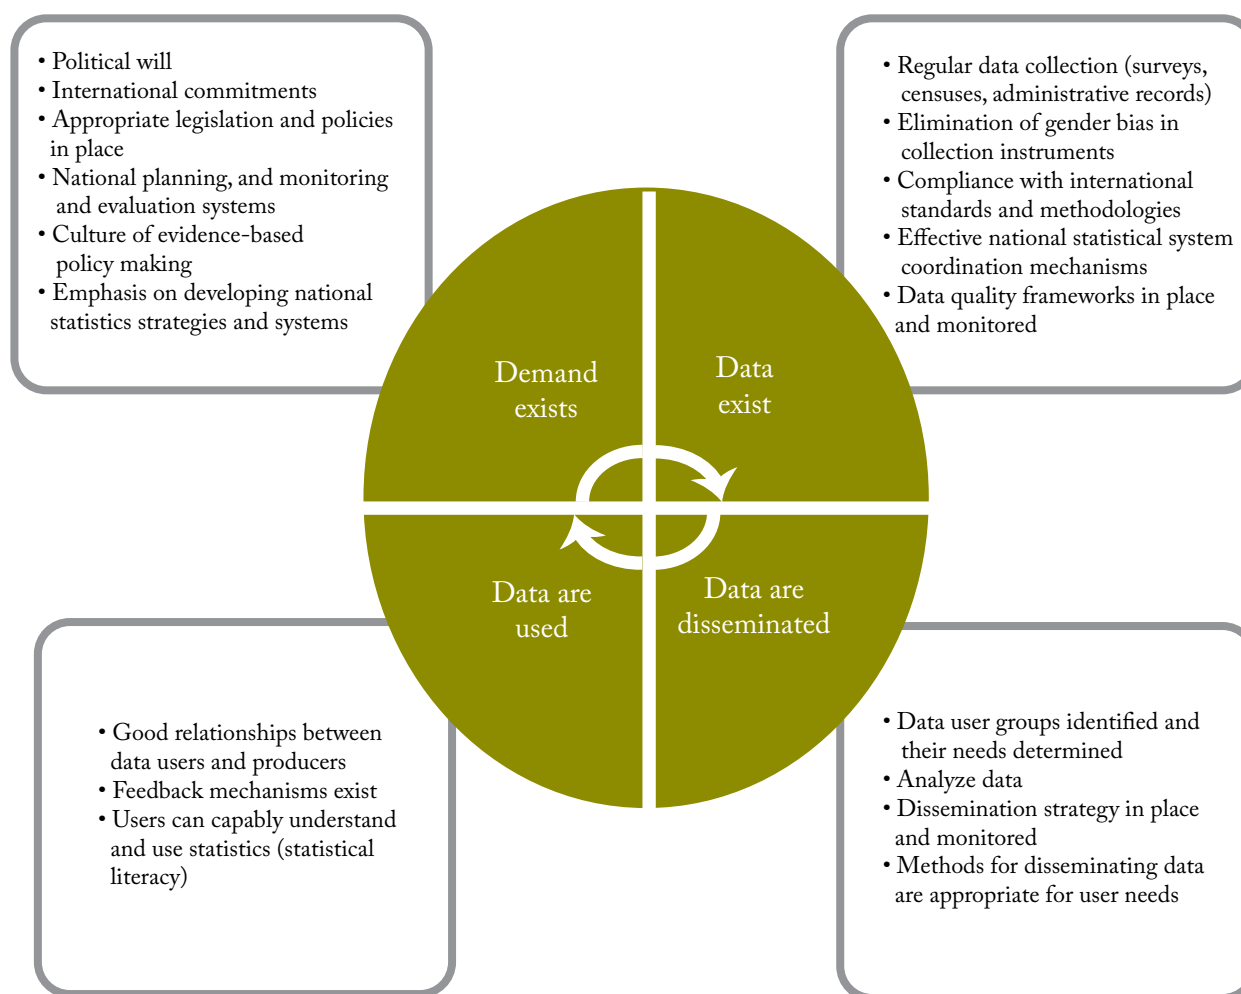 • Political will
• International commitments
• Appropriate legislation and policies
in place
• National planning, and monitoring
and evaluation systems
• Culture of evidence-based
policy making
• Emphasis on developing national
statistics strategies and systems
• Regular data collection (surveys,
censuses, administrative records)
• Elimination of gender bias in
collection instruments
• Compliance with international
standards and methodologies
• Effective national statistical system
coordination mechanisms
• Data quality frameworks in place
and monitored
Demand
exists
Data
exist
Data are
used
Data are
disseminated
• Good relationships between
data users and producers
• Feedback mechanisms exist
• Users can capably understand
and use statistics (statistical
literacy)
• Data user groups identified and
their needs determined
• Analyze data
• Dissemination strategy in place
and monitored
• Methods for disseminating data
are appropriate for user needs